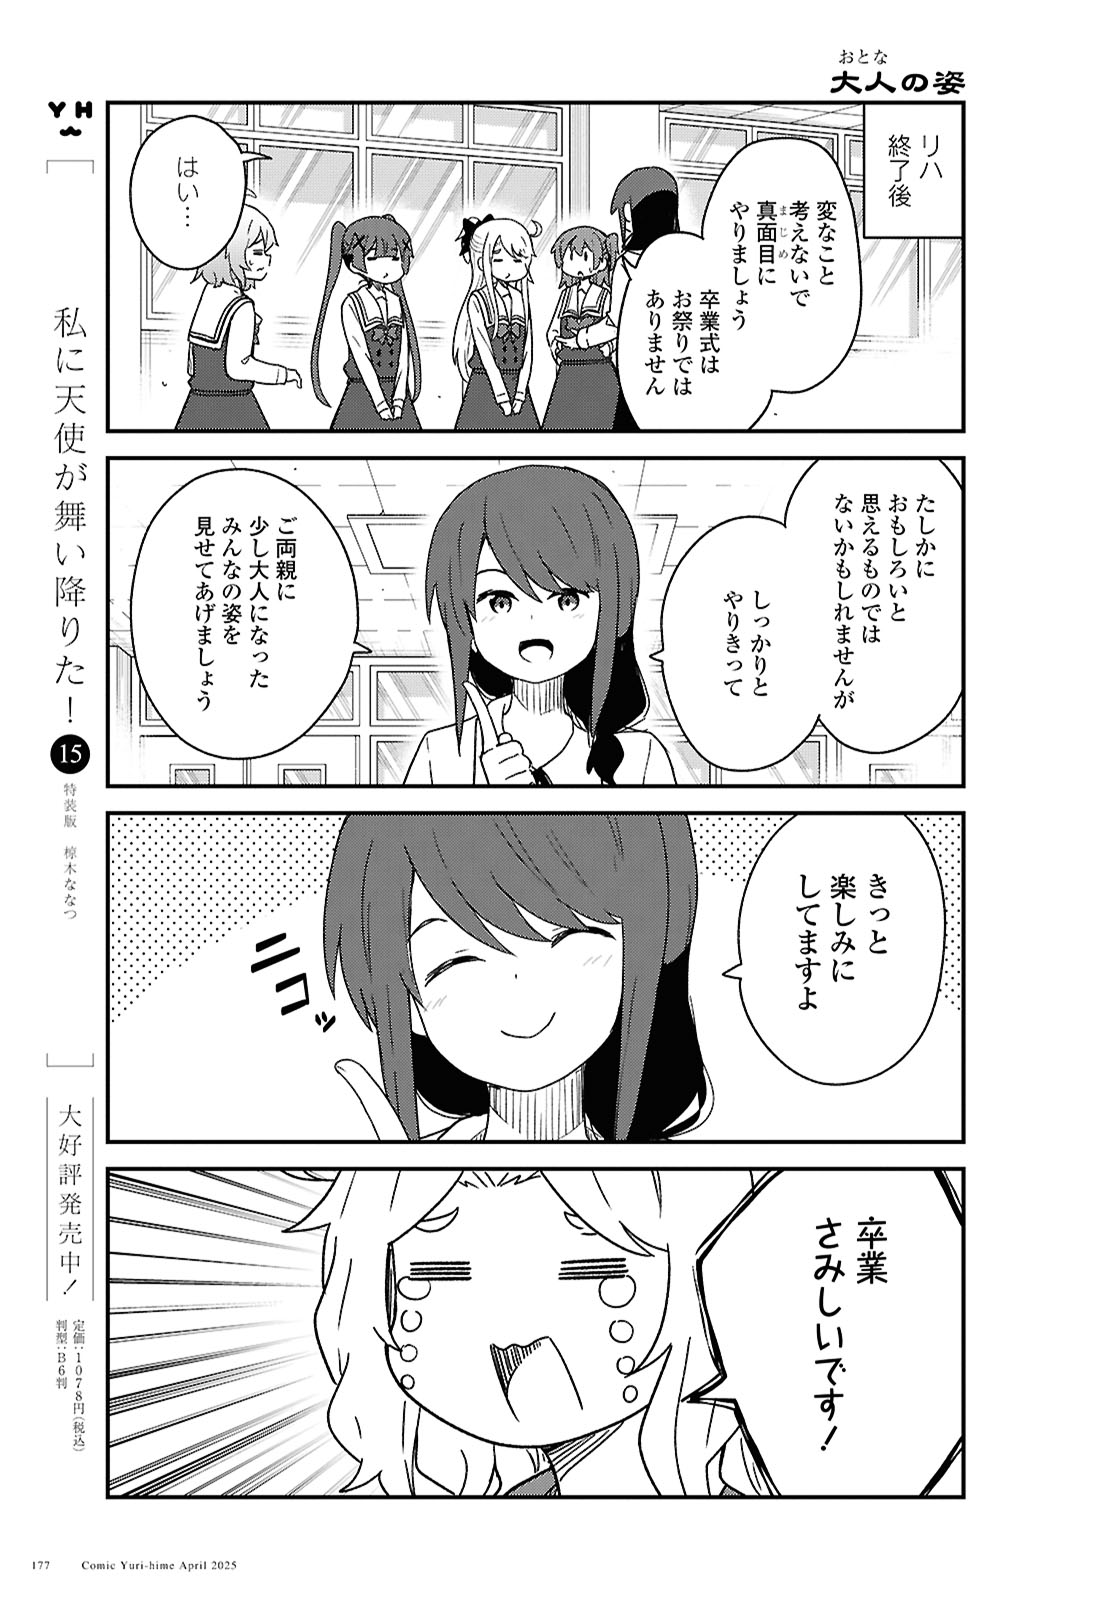 おとな
大人の姿
リハ
終了後
変なこと
考えないで
真面目に
まじめ
やりましょう
卒業式は
お祭りでは
ありません
はい…
たしかに
おもしろいと
思えるものでは
ないかもしれませんが
しっかりと
やりきって
ご両親に
少し大人になった
みんなの姿を
見せてあげましょう
きっと
楽しみに
してますよ
ニコッ
卒業
さみしいです!
YH
私に天使が舞い降りた!⑮特装版 椋木ななつ
大好評発売中!
定価:1078円(税込)
判型:B6判
177 Comic Yuri-hime April 2025